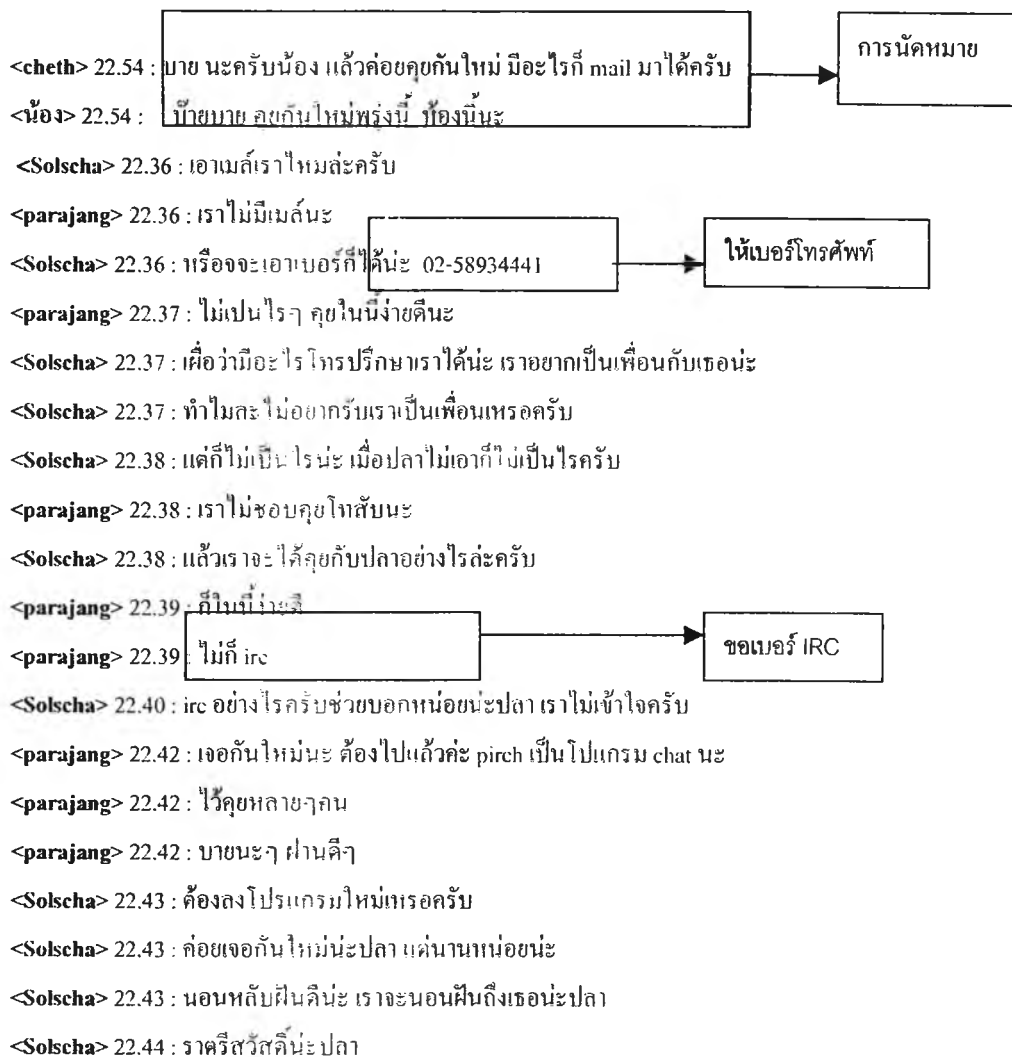 การนัดหมาย
<cheth> 22.54 : บาย นะครับน้อง แล้วค่อยคุยกันใหม่ มีอะไรก็ mail มาได้ครับ
<น้อง> 22.54 : บ๊ายบาย คุยกันใหม่พรุ่งนี้ ห้องนี้นะ
<Solscha> 22.36 : เอาเมล์เราไหมล่ะครับ
<parajang> 22.36 : เราไม่มีเมล์นะ
ให้เบอร์โทรศัพท์
<Solscha> 22.36 : หรือจจะเอาเบอร์ก็ได้น่ะ 02-58934441
<parajang> 22.37 : ไม่เปนไรๆ คุยในนี้ง่ายดีนะ
<Solscha> 22.37 : เผื่อว่ามีอะไรโทรปรึกษาเราได้น่ะ เราอยากเป็นเพื่อนกับเธอน่ะ
<Solscha> 22.37 : ทำไมละ ไม่อยากรับเราเป็นเพื่อนเหรอครับ
<Solscha> 22.38 : แต่ก็ไม่เป็นไรน่ะ เมื่อปลาไม่เอาก็ไม่เป็นไรครับ
<parajang> 22.38 : เราไม่ชอบคุยโทสับนะ
<Solscha> 22.38 : แล้วเราจะได้คุยกับปลาอย่างไรล่ะครับ
<parajang> 22.39 : ก็ในนี้ง่ายดี
<parajang> 22.39 : ไม่ก็ irc
ขอเบอร์ IRC
<Solscha> 22.40 : irc อย่างไรครับช่วยบอกหน่อยน่ะปลา เราไม่เข้าใจครับ
<parajang> 22.42 : เจอกันใหม่นะ ต้องไปแล้วค่ะ pirch เป็นโปแกรม chat นะ
<parajang> 22.42 : ไว้คุยหลายๆคน
<parajang> 22.42 : บายนะๆ ฝานดีๆ
<Solscha> 22.43 : ต้องลงโปรแกรมใหม่เหรอครับ
<Solscha> 22.43 : ค่อยเจอกันใหม่น่ะปลา แต่นานหน่อยน่ะ
<Solscha> 22.43 : นอนหลับฝันดีน่ะ เราจะนอนฝันถึงเธอน่ะปลา
<Solscha> 22.44 : ราตรีสวัสดิ์น่ะปลา